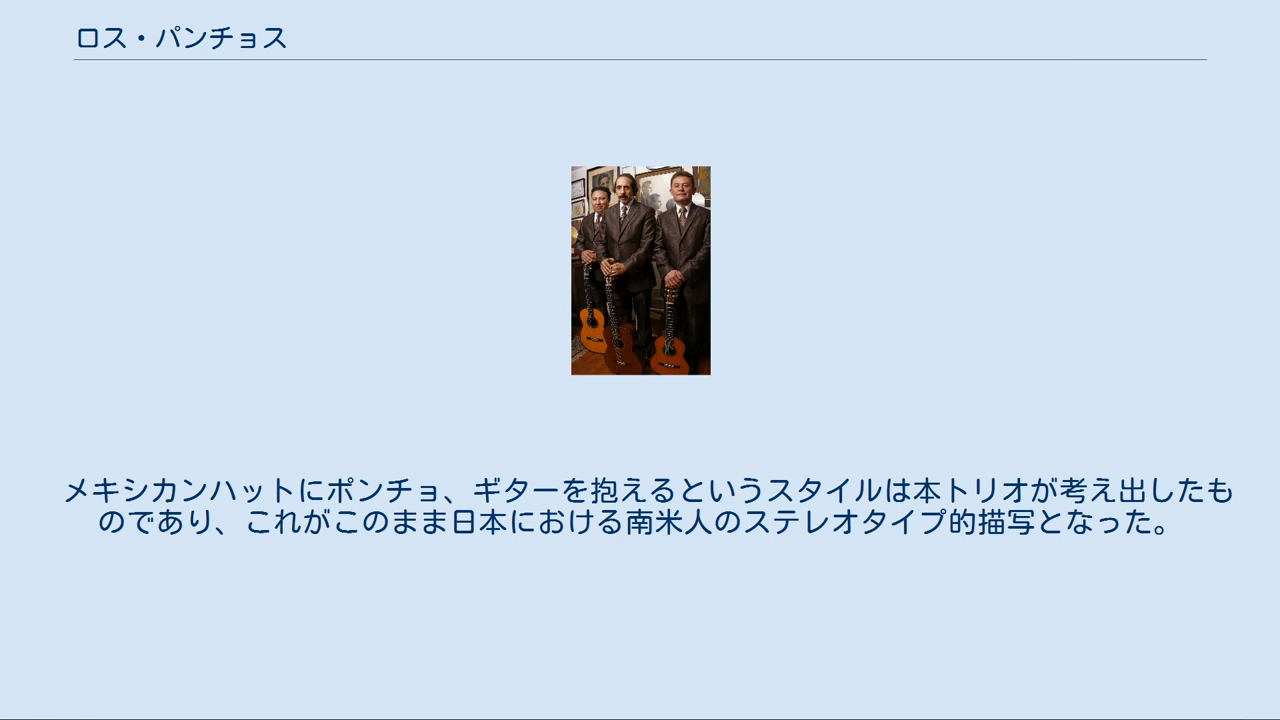 ロス・パンチョス
メキシカンハットにポンチョ、ギターを抱えるというスタイルは本トリオが考え出したも
のであり、これがこのまま日本における南米人のステレオタイプ的描写となった。